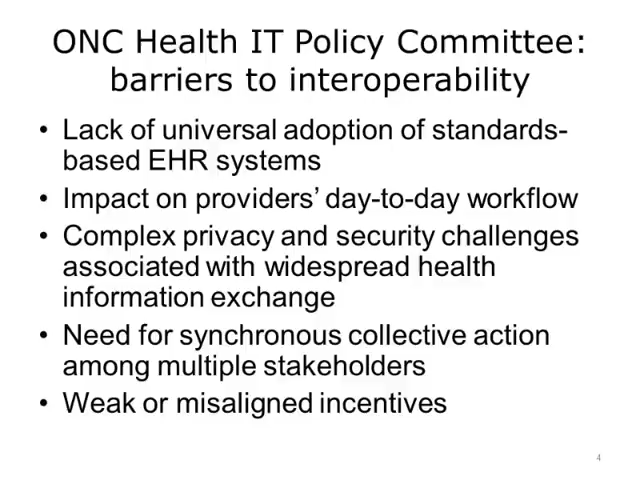 ONC Health IT Policy Committee:
barriers to interoperability
• Lack of universal adoption of standards-
based EHR systems
• Impact on providers’ day-to-day workflow
• Complex privacy and security challenges
associated with widespread health
information exchange
• Need for synchronous collective action
among multiple stakeholders
• Weak or misaligned incentives
4